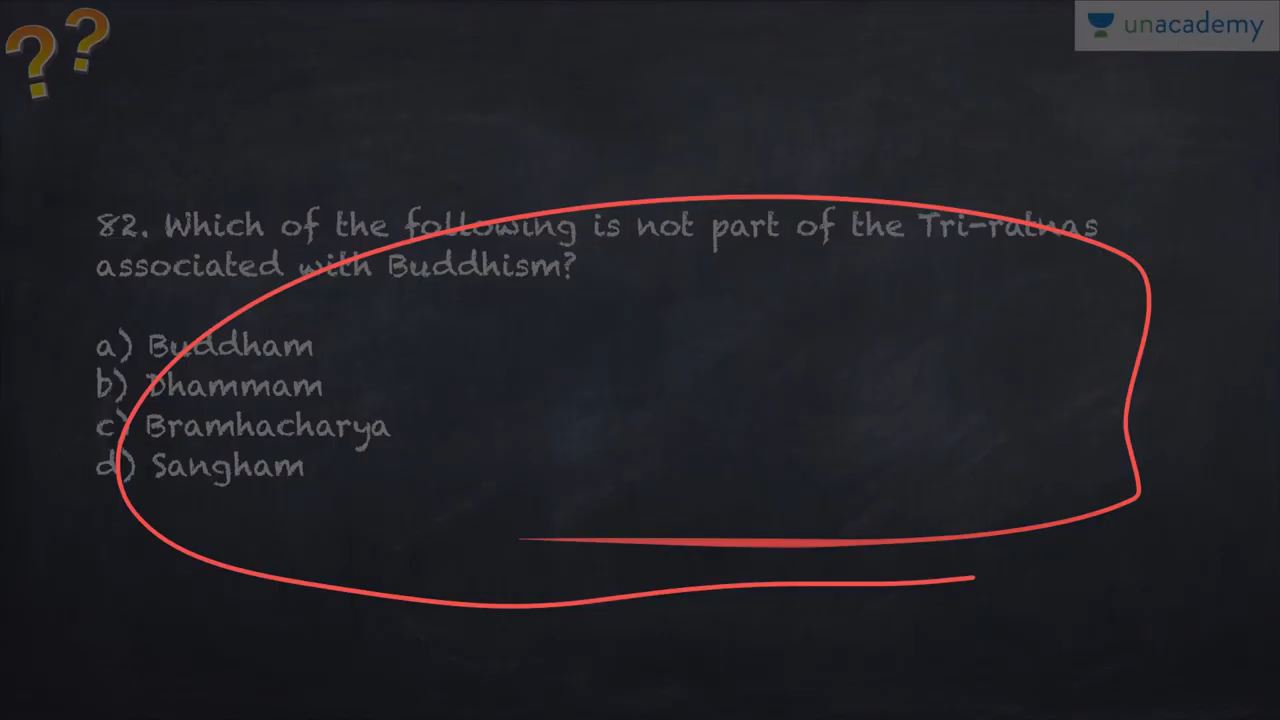 ??
unacademy
82. Which of the following is not part of the Tri-ratnas
associated with Buddhism?
a) Buddham
b) Dhammam
c) Bramhacharya
d) Sangham